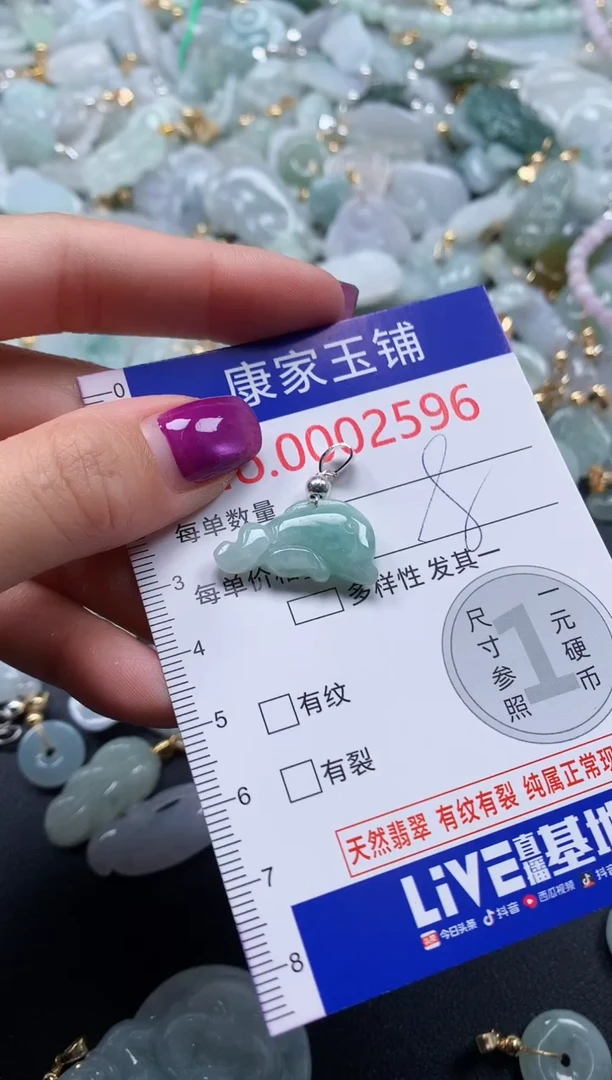 0
康家玉铺
.0002596
每单数量
8
3
每单价
多样性 发其一
4
尺寸参照
1
一元硬币
5
有纹
有裂
6
天然翡翠 有纹有裂 纯属正常现
7
LiVE直播基地
今日头条 抖音 西瓜视频 抖音
8